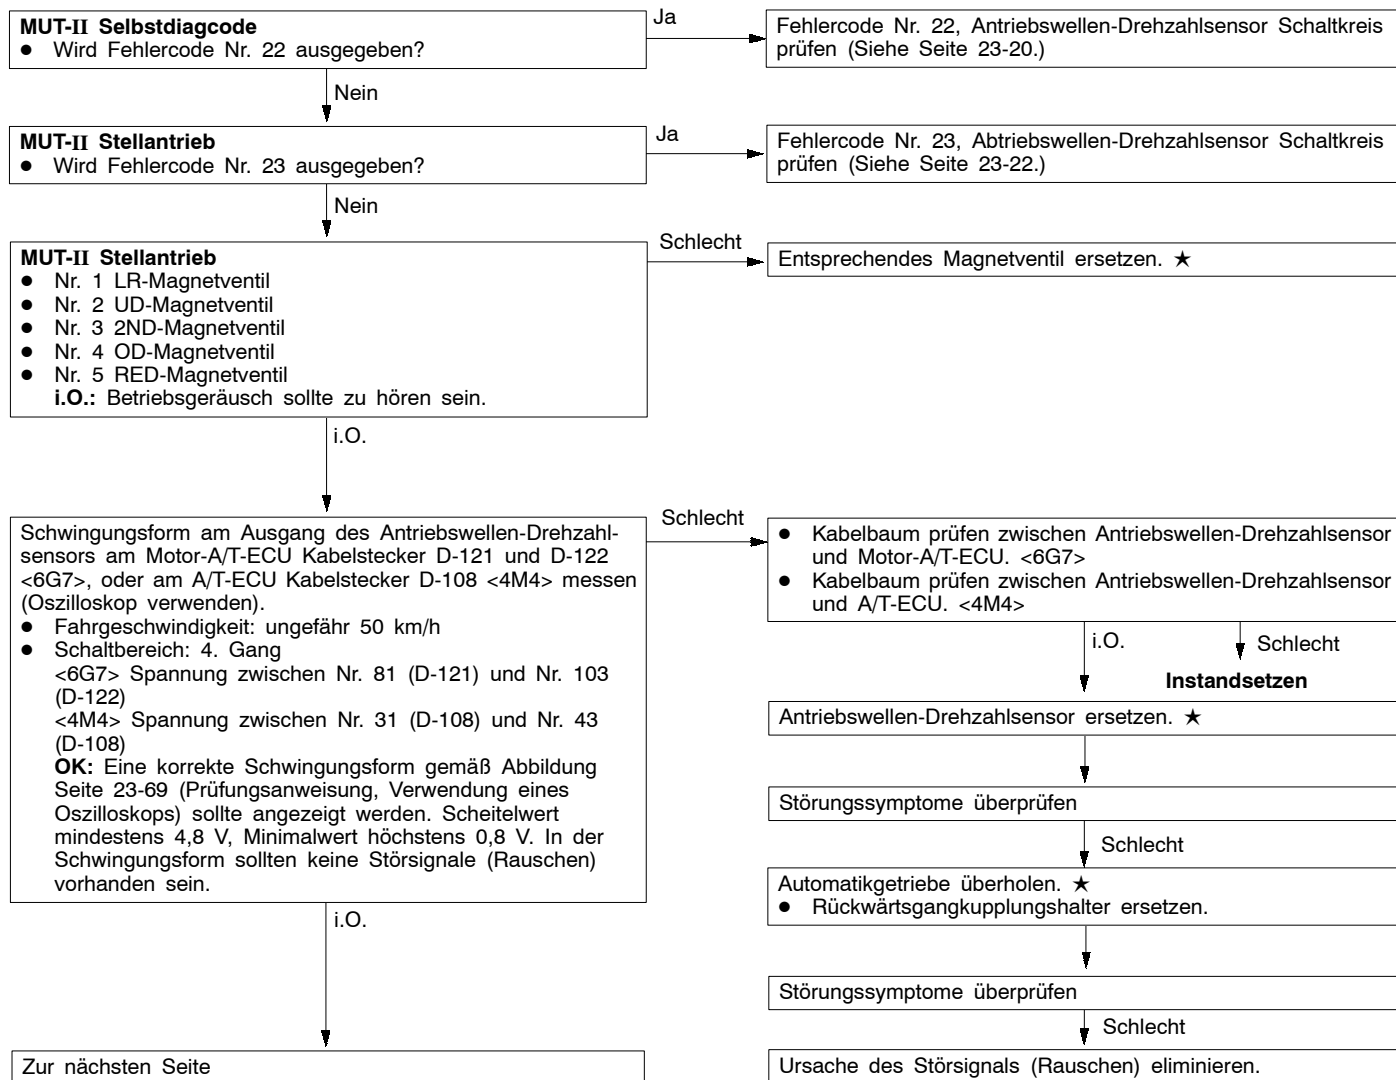 MUT-II Selbstdiagcode
● Wird Fehlercode Nr. 22 ausgegeben?
Ja
Fehlercode Nr. 22, Antriebswellen-Drehzahlsensor Schaltkreis
prüfen (Siehe Seite 23-20.)
Nein
MUT-II Stellantrieb
● Wird Fehlercode Nr. 23 ausgegeben?
Ja
Fehlercode Nr. 23, Abtriebswellen-Drehzahlsensor Schaltkreis
prüfen (Siehe Seite 23-22.)
Nein
MUT-II Stellantrieb
● Nr. 1 LR-Magnetventil
● Nr. 2 UD-Magnetventil
● Nr. 3 2ND-Magnetventil
● Nr. 4 OD-Magnetventil
● Nr. 5 RED-Magnetventil
i.O.: Betriebsgeräusch sollte zu hören sein.
Schlecht
Entsprechendes Magnetventil ersetzen. ★
i.O.
Schwingungsform am Ausgang des Antriebswellen-Drehzahl-
sensors am Motor-A/T-ECU Kabelstecker D-121 und D-122
<6G7>, oder am A/T-ECU Kabelstecker D-108 <4M4> messen
(Oszilloskop verwenden).
● Fahrgeschwindigkeit: ungefähr 50 km/h
● Schaltbereich: 4. Gang
<6G7> Spannung zwischen Nr. 81 (D-121) und Nr. 103
(D-122)
<4M4> Spannung zwischen Nr. 31 (D-108) und Nr. 43
(D-108)
OK: Eine korrekte Schwingungsform gemäß Abbildung
Seite 23-69 (Prüfungsanweisung, Verwendung eines
Oszilloskops) sollte angezeigt werden. Scheitelwert
mindestens 4,8 V, Minimalwert höchstens 0,8 V. In der
Schwingungsform sollten keine Störsignale (Rauschen)
vorhanden sein.
Schlecht
● Kabelbaum prüfen zwischen Antriebswellen-Drehzahlsensor
und Motor-A/T-ECU. <6G7>
● Kabelbaum prüfen zwischen Antriebswellen-Drehzahlsensor
und A/T-ECU. <4M4>
i.O.
Schlecht
Instandsetzen
Antriebswellen-Drehzahlsensor ersetzen. ★
Störungssymptome überprüfen
Schlecht
Automatikgetriebe überholen. ★
● Rückwärtsgangkupplungshalter ersetzen.
Störungssymptome überprüfen
Schlecht
Ursache des Störsignals (Rauschen) eliminieren.
i.O.
Zur nächsten Seite